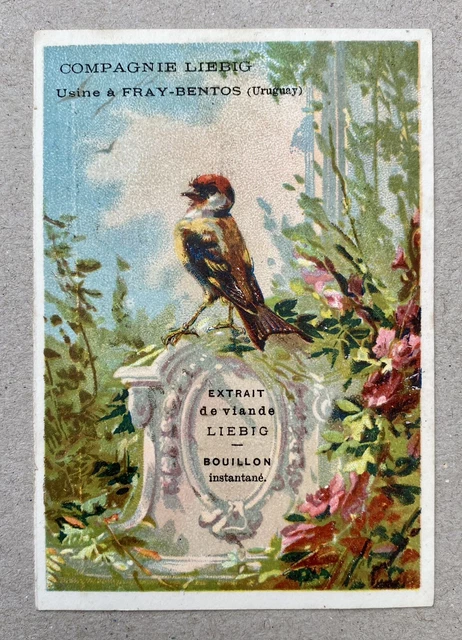 COMPAGNIE LIEBIG
Usine à FRAY-BENTOS (Uruguay)
EXTRAIT
de viande
LIEBIG
BOUILLON
instantané.